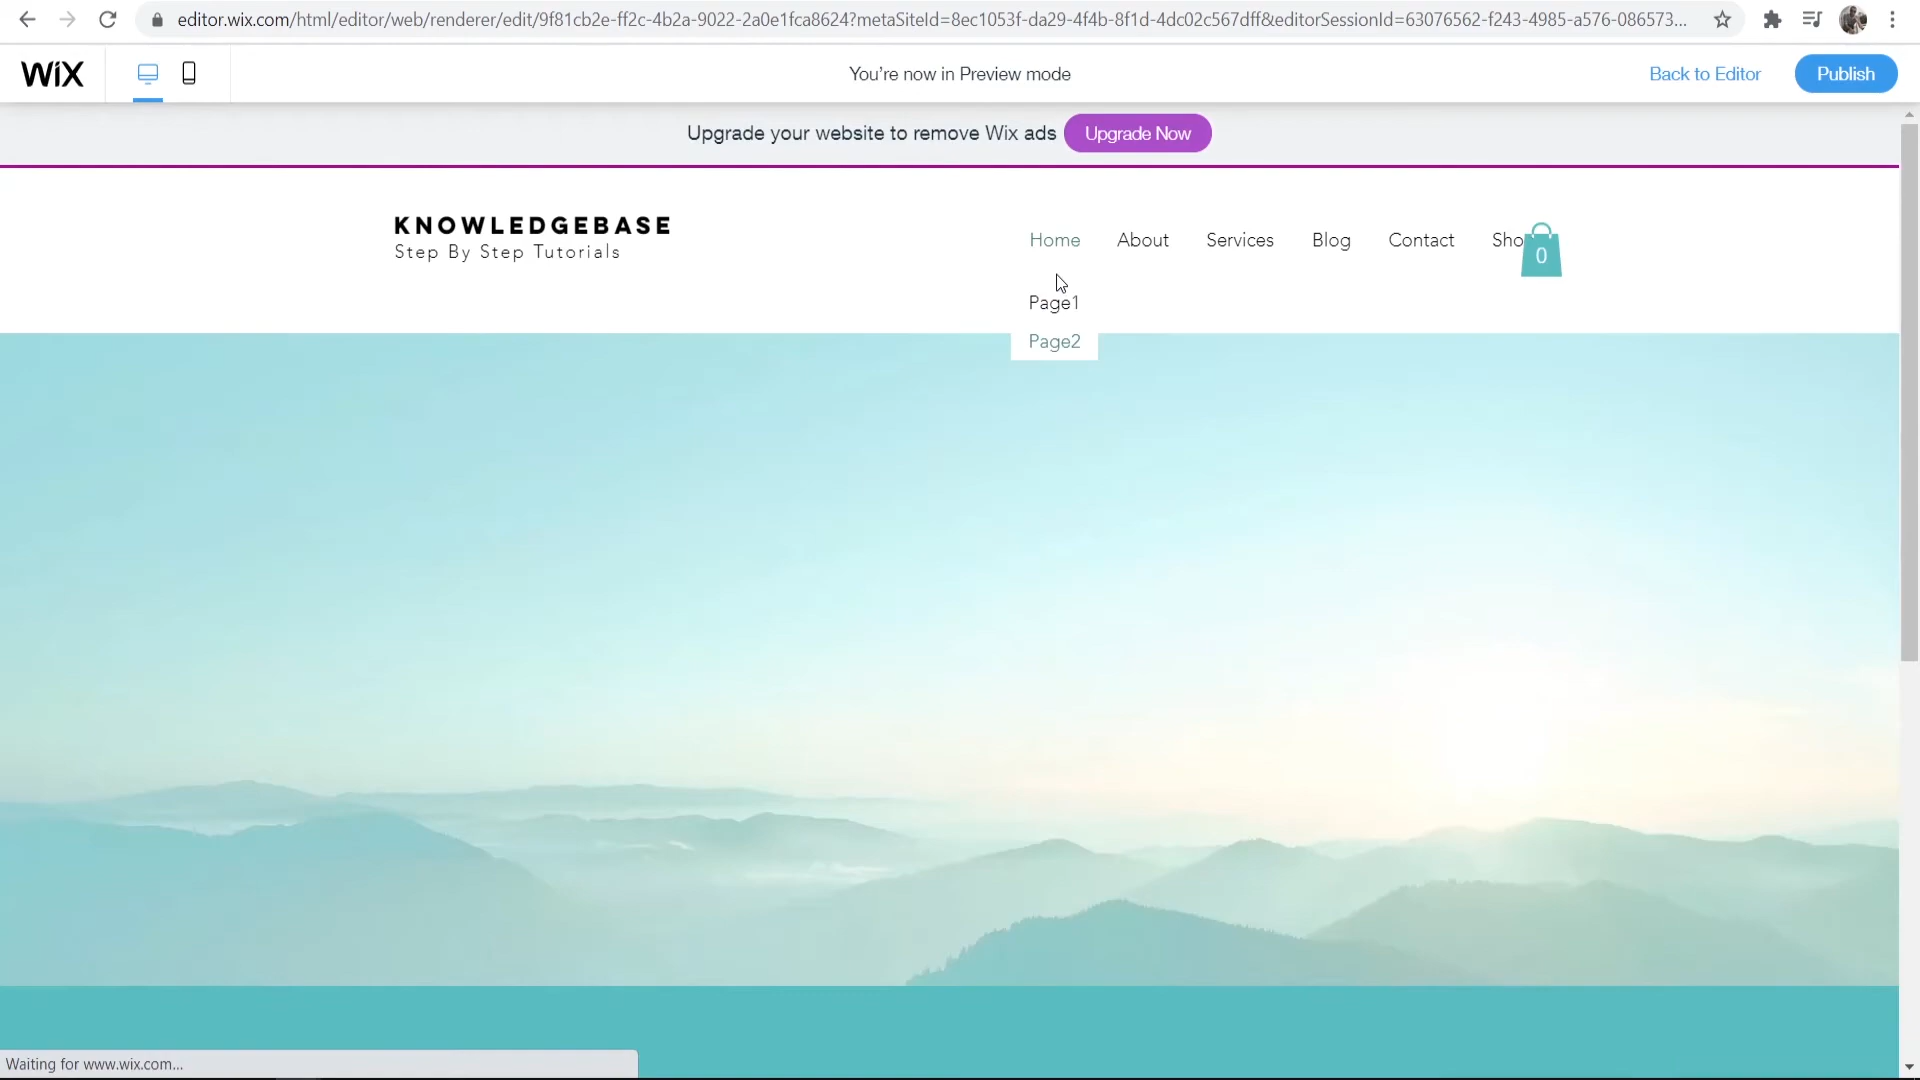 editor.wix.com/html/editor/web/renderer/edit/9f81cb2e-ff2c-4b2a-9022-2a0e1fca8624?metaSiteId=8ec1053f-da29-4f4b-8f1d-4dc02c567dff&editorSessionId=63076562-f243-4985-a576-086573...
WiX
You're now in Preview mode
Back to Editor
Publish
Upgrade your website to remove Wix ads
Upgrade Now
KNOWLEDGEBASE
Step By Step Tutorials
Home About Services Blog Contact Sho
0
Page1
Page2
Waiting for www.wix.com...